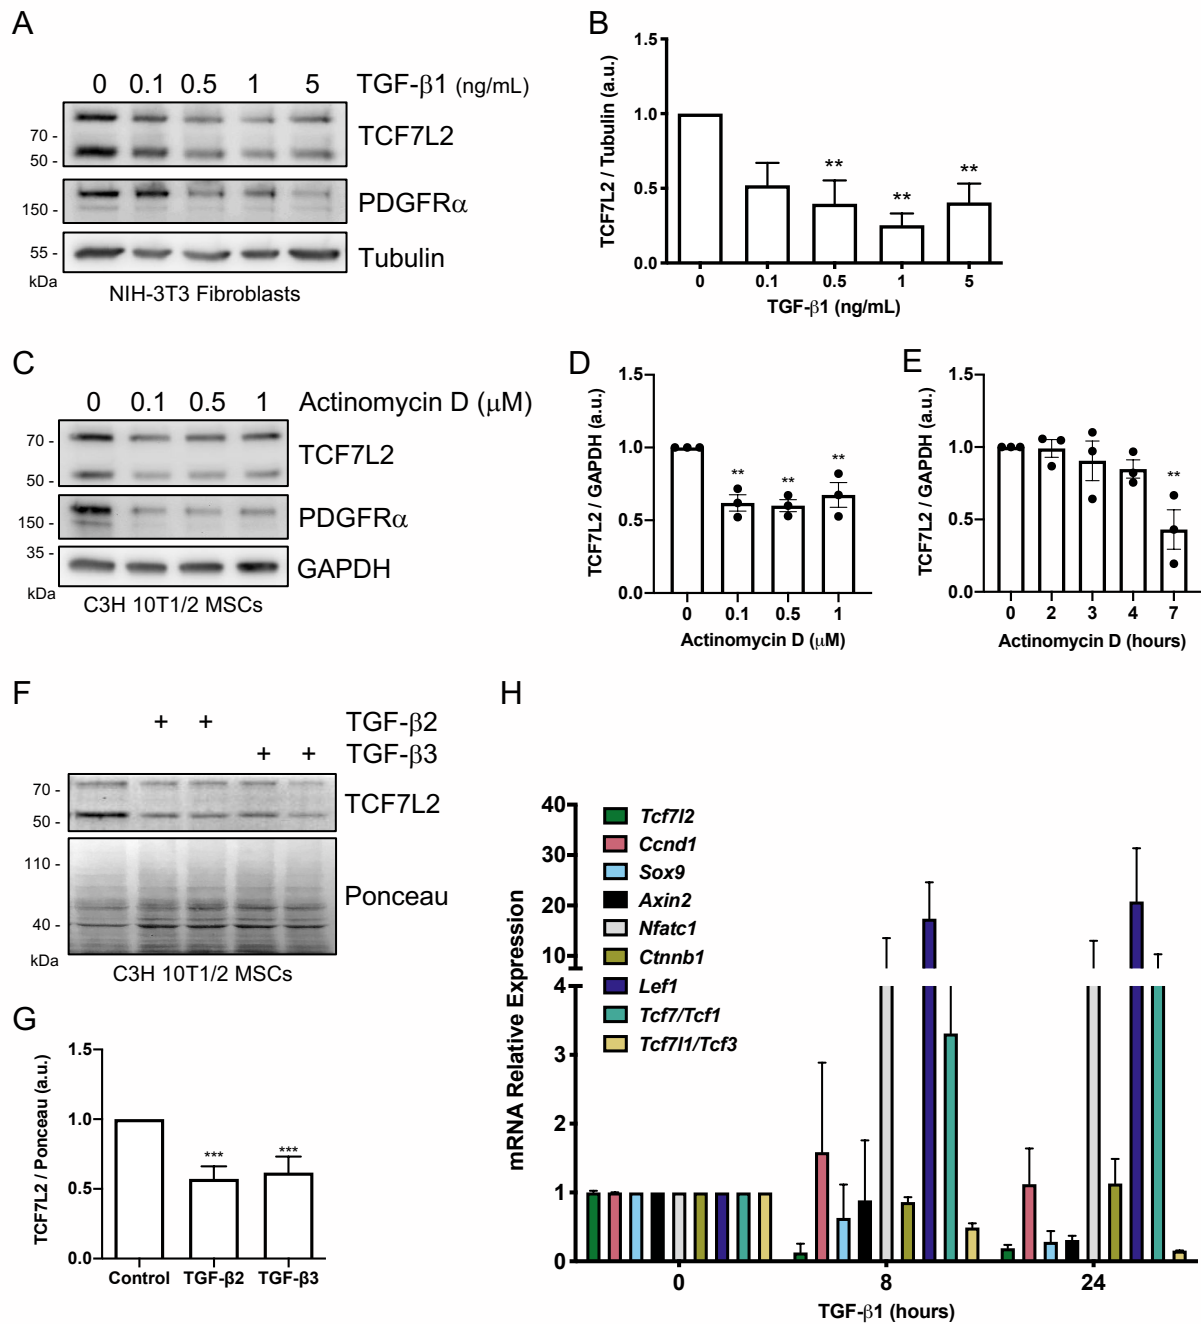 A
0 0.1 0.5 1 5 TGF-β1 (ng/mL)
70 -
50 -
TCF7L2
150 -
PDGFRα
55 -
Tubulin
kDa
NIH-3T3 Fibroblasts
B
TCF7L2 / Tubulin (a.u.)
1.5
1.0
0.5
0.0
** ** **
0 0.1 0.5 1 5
TGF-β1 (ng/mL)
C
0 0.1 0.5 1 Actinomycin D (μM)
70 -
50 -
TCF7L2
150 -
PDGFRα
35 -
GAPDH
kDa
C3H 10T1/2 MSCs
D
TCF7L2 / GAPDH (a.u.)
1.5
1.0
0.5
0.0
** ** **
0 0.1 0.5 1
Actinomycin D (μM)
E
TCF7L2 / GAPDH (a.u.)
1.5
1.0
0.5
0.0
**
0 2 3 4 7
Actinomycin D (hours)
F
+ + TGF-β2
+ + TGF-β3
70 -
50 -
TCF7L2
110 -
40 -
Ponceau
kDa
C3H 10T1/2 MSCs
G
TCF7L2 / Ponceau (a.u.)
1.5
1.0
0.5
0.0
*** ***
Control TGF-β2 TGF-β3
H
mRNA Relative Expression
40
30
20
10
4
3
2
1
0
Tcf7l2
Ccnd1
Sox9
Axin2
Nfatc1
Ctnnb1
Lef1
Tcf7/Tcf1
Tcf7l1/Tcf3
0 8 24
TGF-β1 (hours)